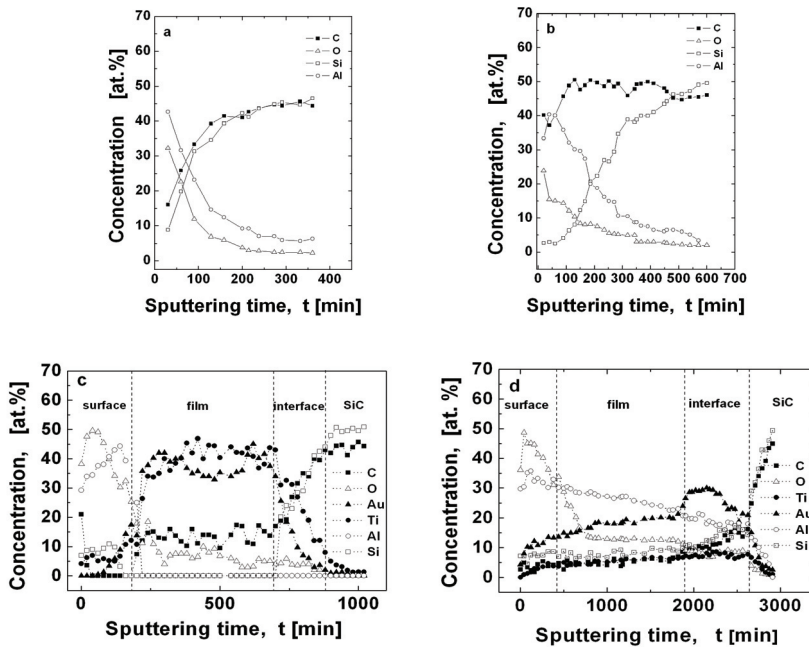 a
C
O
Si
Al
Concentration [at.%]
70
60
50
40
30
20
10
0
0 100 200 300 400
Sputtering time, t [min]
b
C
O
Si
Al
Concentration, [at.%]
70
60
50
40
30
20
10
0
0 100 200 300 400 500 600 700
Sputtering time, t [min]
c
surface film interface SiC
C
O
Au
Ti
Al
Si
Concentration, [at.%]
70
60
50
40
30
20
10
0
0 500 1000
Sputtering time, t [min]
d
surface film interface SiC
C
O
Ti
Au
Al
Si
Concentration, [at.%]
70
60
50
40
30
20
10
0
0 1000 2000 3000
Sputtering time, t [min]